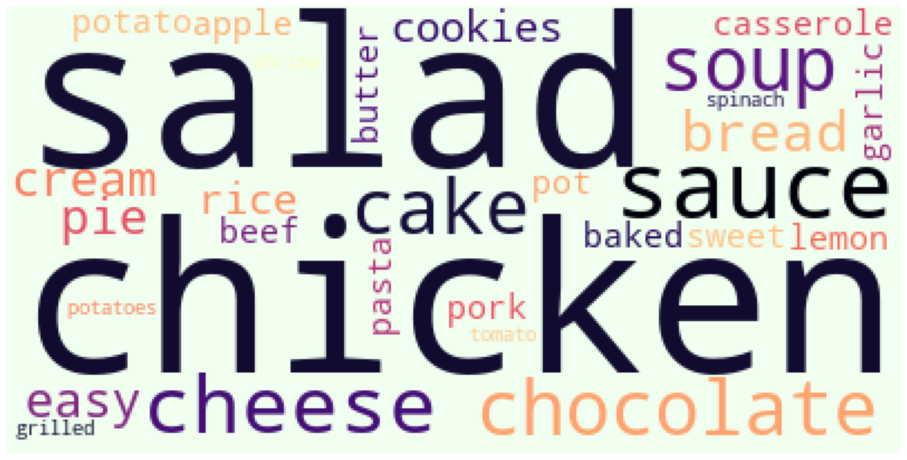 potato apple cookies casserole
salad
shrimp
butter
soup
garlic
spinach
bread
cream
pie
rice
cake
pot
sauce
beef
baked sweet lemon
chicken
pasta
potatoes
pork
tomato
easy cheese chocolate
grilled